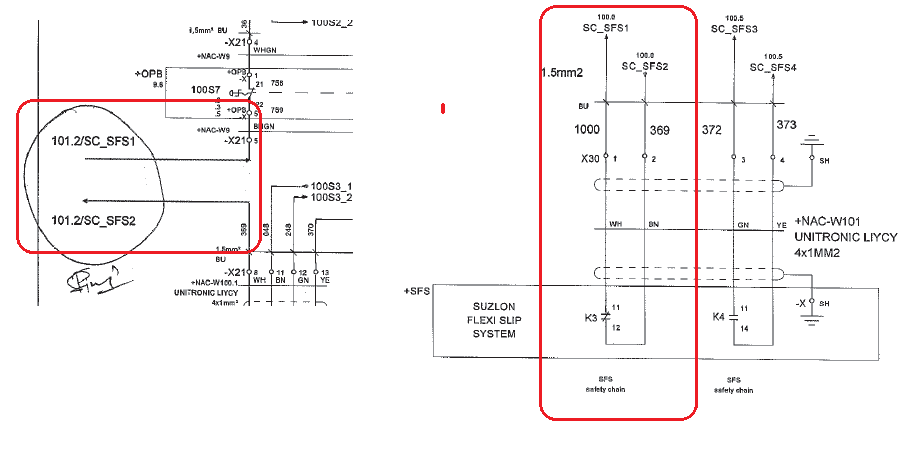 100S2_2
36
1,5mm² BU
-X21 4
WHGN
+NAC-W9
+OPB
9.6
+OPB 1
-X
21 758
100S7
22
+OPB 5 759
-X
+NAC-W9
BHGN
-X21 5
101.2/SC_SFS1
101.2/SC_SFS2
100S3_1
100S3_2
369 048 248 370
1.5mm²
BU
-X21 8 11 12 13
+NAC-W100.1 WH BN GN YE
UNITRONIC LIYCY
4x1mm²
100.0
SC_SFS1
100.0
SC_SFS2
100.5
SC_SFS3
100.5
SC_SFS4
1.5mm2
BU
1000 369 372 373
X30 1 2 3 4
SH
WH BN GN YE
+NAC-W101
UNITRONIC LIYCY
4x1MM2
+SFS
SUZLON
FLEXI SLIP
SYSTEM
K3 11
12
K4 11
14
-X SH
SFS
safety chain
SFS
safety chain